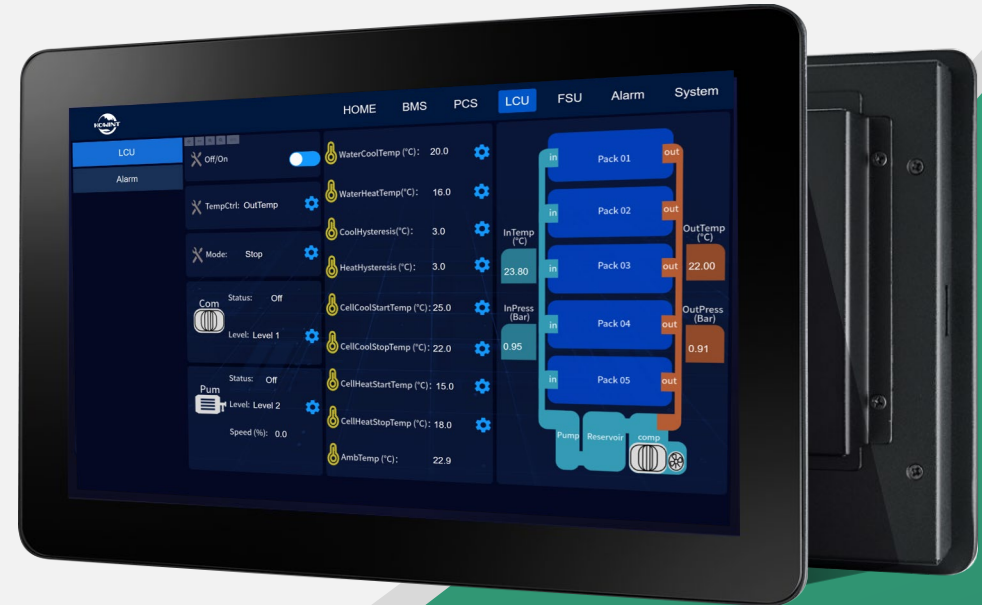 HOWINT
HOME BMS PCS LCU FSU Alarm System
LCU
Alarm
Off/On
TempCtrl: OutTemp
Mode: Stop
Com
Status: Off
Level: Level 1
Pum
Status: Off
Level: Level 2
Speed (%): 0.0
WaterCoolTemp (°C): 20.0
WaterHeatTemp(°C): 16.0
CoolHysteresis(°C): 3.0
HeatHysteresis (°C): 3.0
CellCoolStartTemp (°C): 25.0
CellCoolStopTemp (°C): 22.0
CellHeatStartTemp (°C): 15.0
CellHeatStopTemp (°C): 18.0
AmbTemp (°C): 22.9
in Pack 01 out
in Pack 02 out
in Pack 03 out
in Pack 04 out
in Pack 05 out
InTemp
(°C)
23.80
InPress
(Bar)
0.95
OutTemp
(°C)
22.00
OutPress
(Bar)
0.91
Pump Reservoir comp